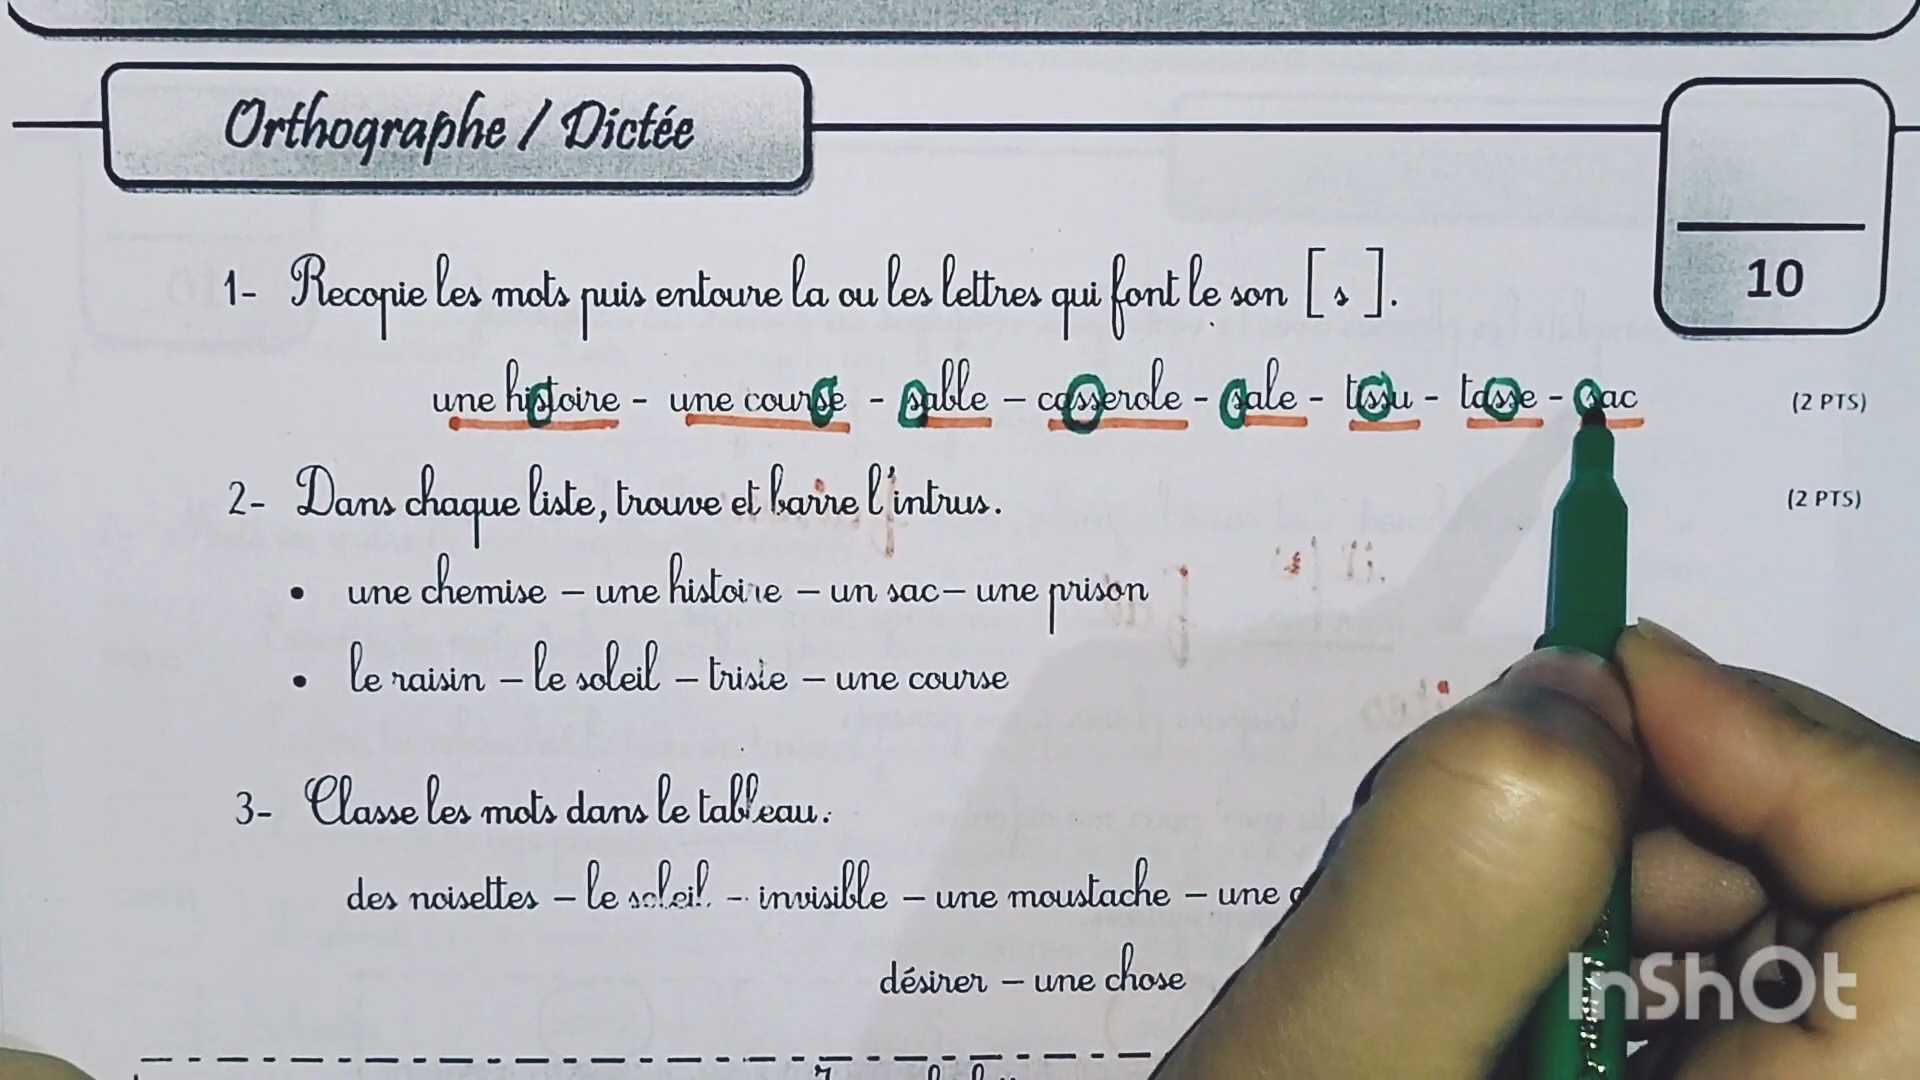 Orthographe / Dictée
10
1- Recopie les mots puis entoure la ou les lettres qui font le son [ s ].
une histoire - une course - sable – casserole - sale - tissu - tasse - sac (2 PTS)
2- Dans chaque liste, trouve et barre l'intrus. (2 PTS)
• une chemise – une histoire – un sac – une prison
• le raisin – le soleil – triste – une course
3- Classe les mots dans le tableau.
des noisettes – le soleil – invisible – une moustache – une
désirer – une chose
InShOt